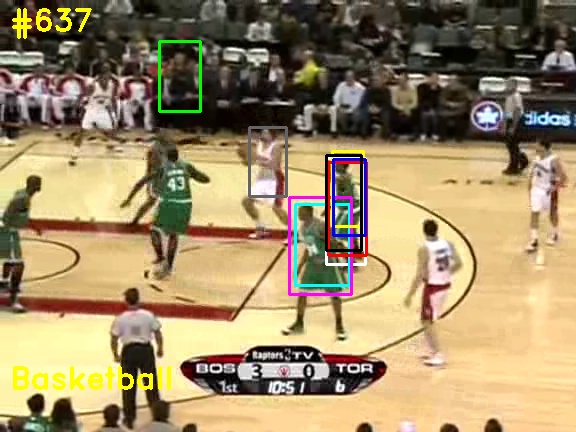 #637
adidas
43
Raptors TV
BOS 3 0 TOR
1st 10:51 6
Basketball